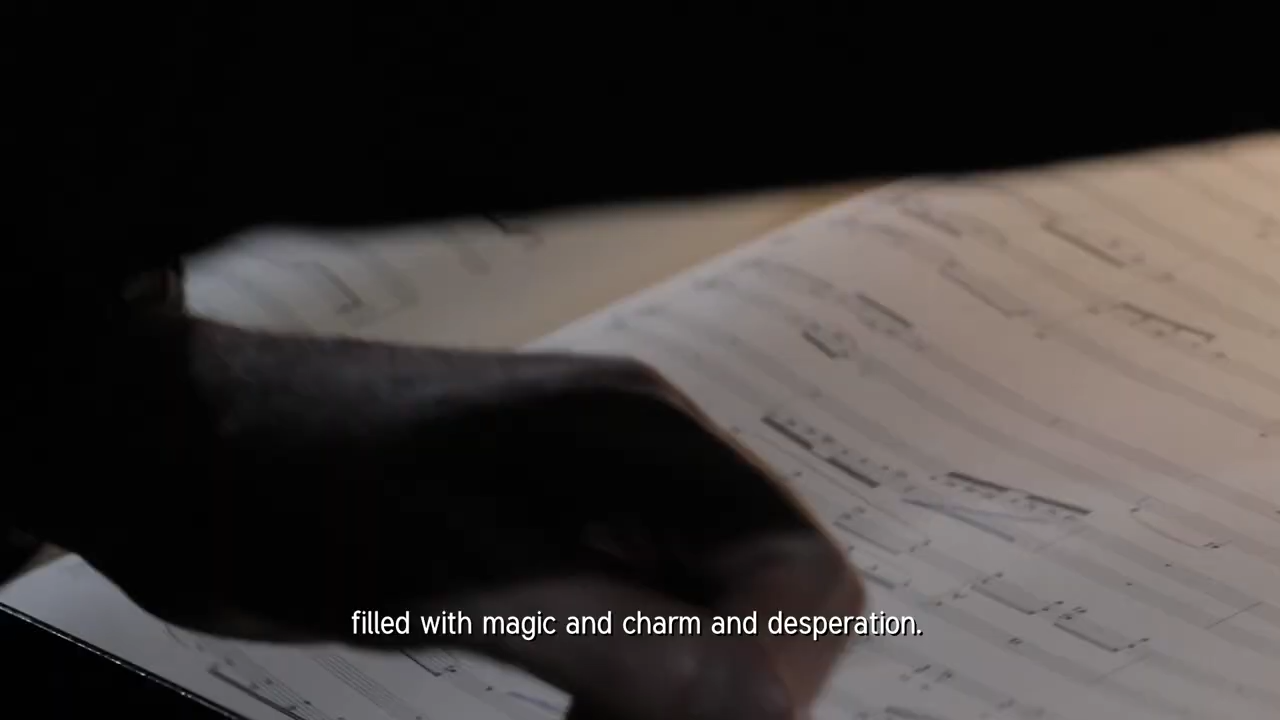 filled with magic and charm and desperation.